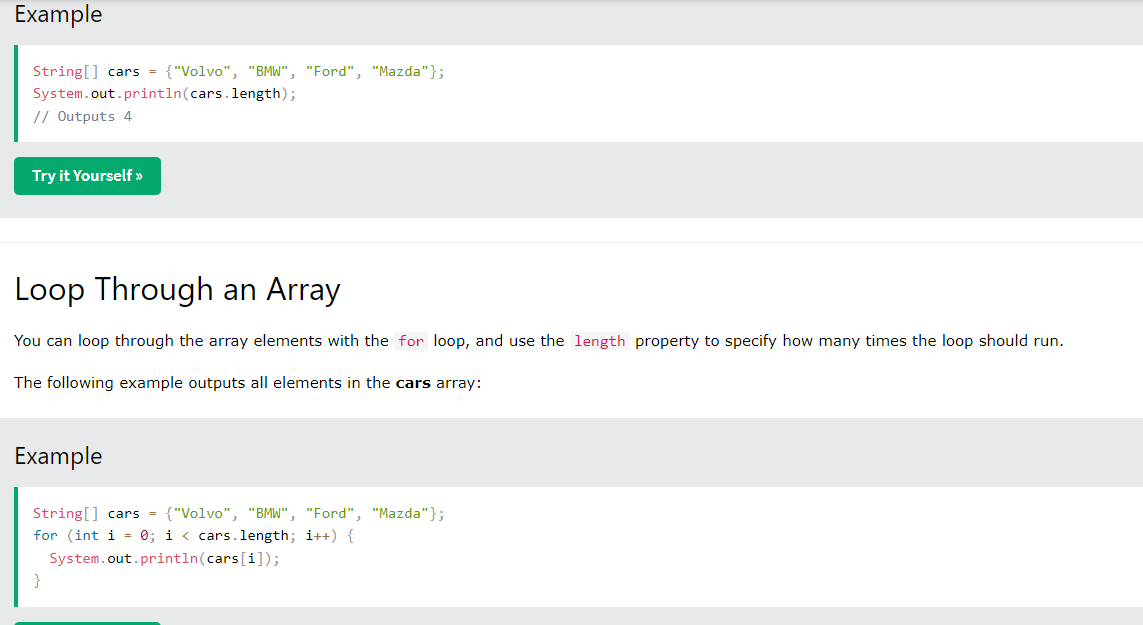 Example
String[] cars = {"Volvo", "BMW", "Ford", "Mazda"};
System.out.println(cars.length);
// Outputs 4
Try it Yourself »
Loop Through an Array
You can loop through the array elements with the for loop, and use the length property to specify how many times the loop should run.
The following example outputs all elements in the cars array:
Example
String[] cars = {"Volvo", "BMW", "Ford", "Mazda"};
for (int i = 0; i < cars.length; i++) {
  System.out.println(cars[i]);
}